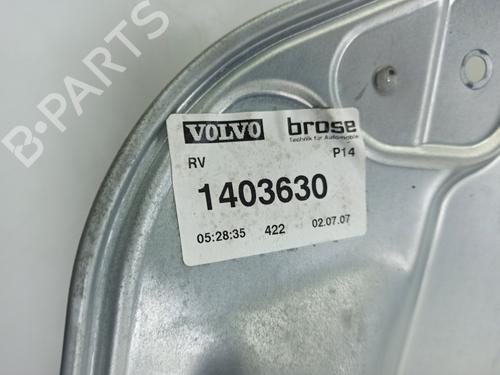 B-PARTS
VOLVO brose
Technik für Automobile
RV P14
1403630
05:28:35 422 02.07.07